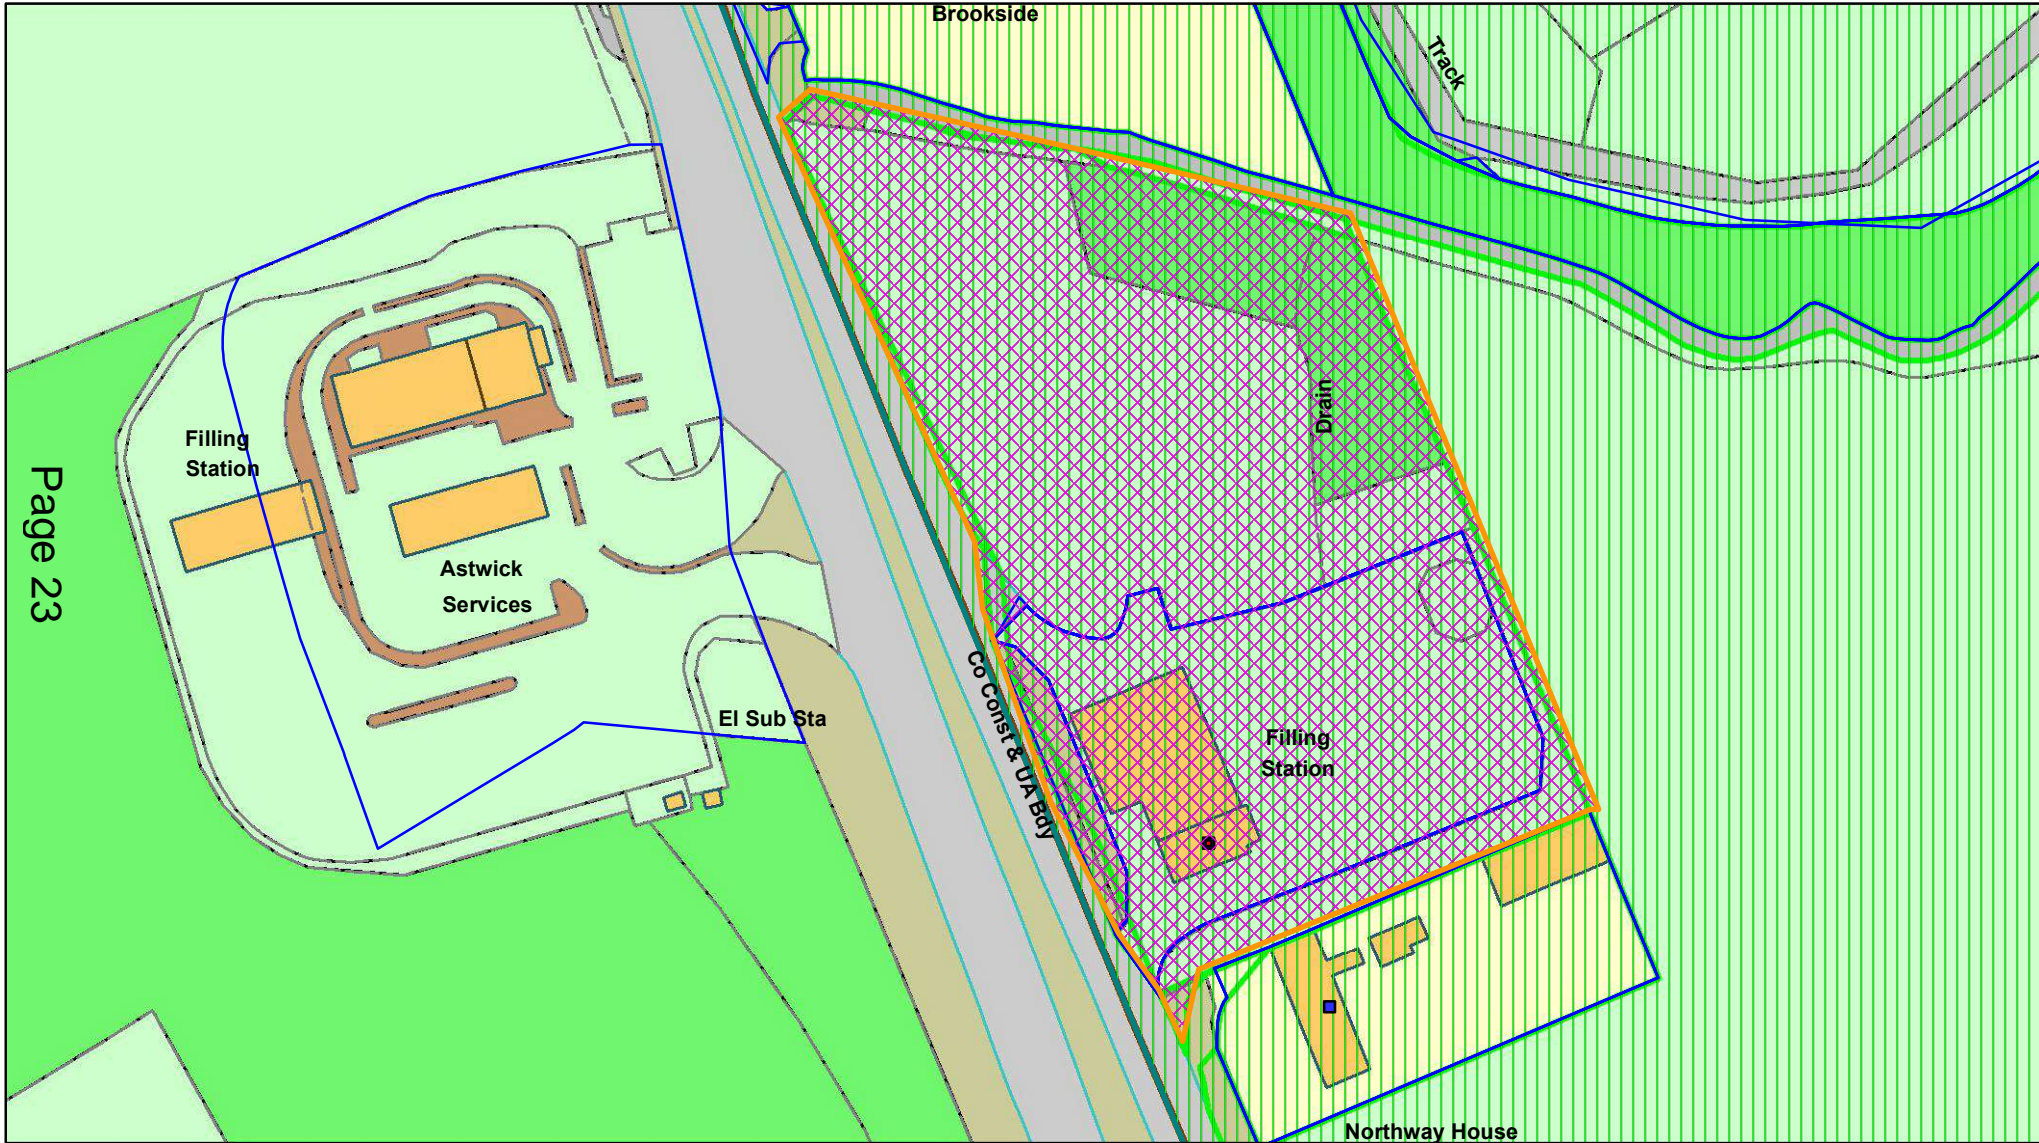 Brookside
Track
Filling
Station
Page 23
Drain
Astwick
Services
El Sub Sta
Co Const & UA Bdy
Filling
Station
Northway House